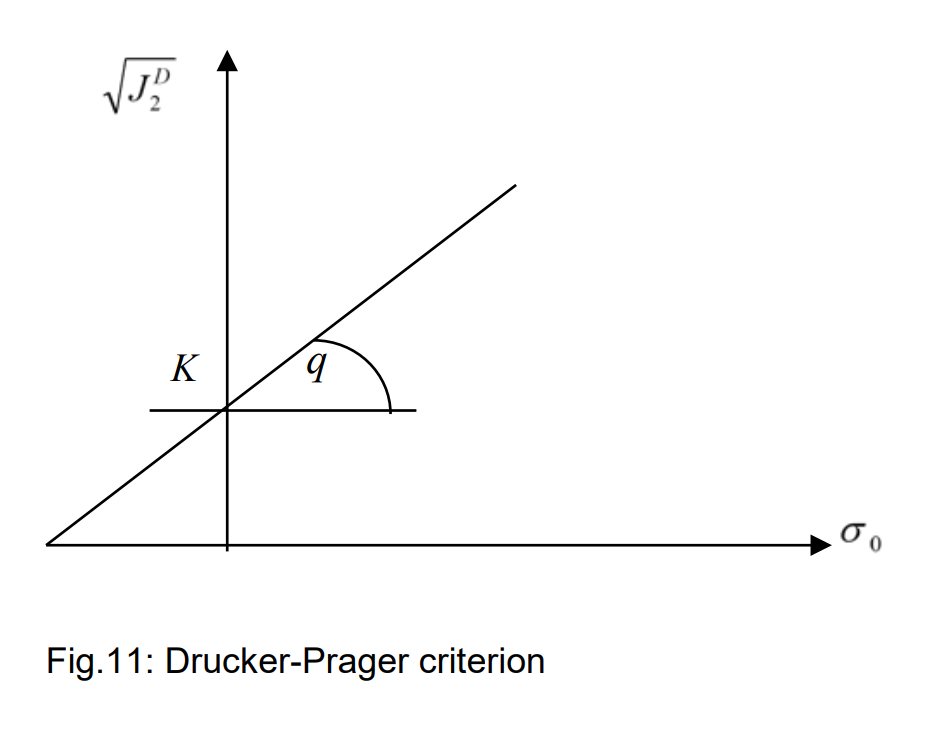 √J₂ᴰ
K
q
σ₀
Fig.11: Drucker-Prager criterion